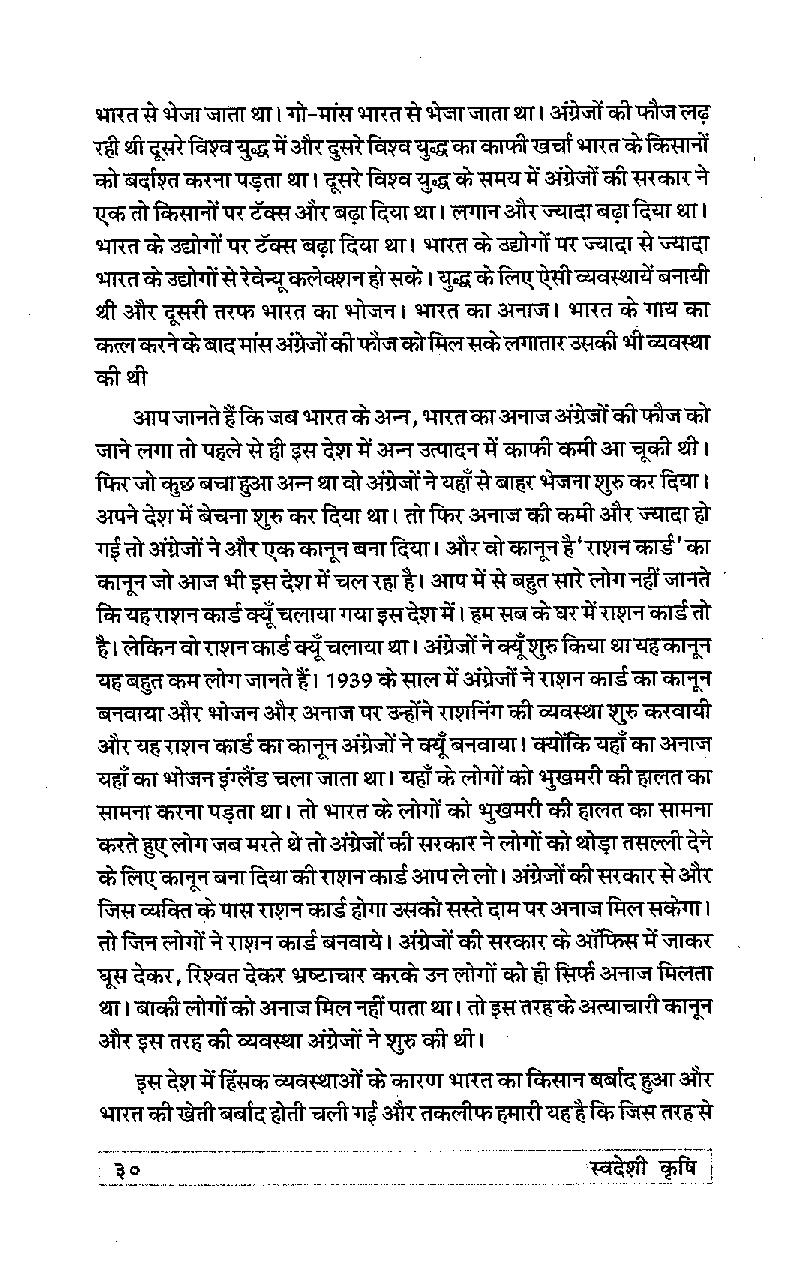 भारत से भेजा जाता था। गो-मांस भारत से भेजा जाता था। अंग्रेजों की फौज लढ़
रही थी दूसरे विश्व युद्ध में और दुसरे विश्व युद्ध का काफी खर्चा भारत के किसानों
को बर्दाश्त करना पड़ता था। दूसरे विश्व युद्ध के समय में अंग्रेजों की सरकार ने
एक तो किसानों पर टॅक्स और बढ़ा दिया था। लगान और ज्यादा बढ़ा दिया था।
भारत के उद्योगों पर टॅक्स बढ़ा दिया था। भारत के उद्योगों पर ज्यादा से ज्यादा
भारत के उद्योगों से रेवेन्यू कलेक्शन हो सके। युद्ध के लिए ऐसी व्यवस्थायें बनायी
थी और दूसरी तरफ भारत का भोजन। भारत का अनाज। भारत के गाय का
कत्ल करने के बाद मांस अंग्रेजों की फौज को मिल सके लगातार उसकी भी व्यवस्था
की थी
आप जानते हैं कि जब भारत के अन्न, भारत का अनाज अंग्रेजों की फौज को
जाने लगा तो पहले से ही इस देश में अन्न उत्पादन में काफी कमी आ चूकी थी।
फिर जो कुछ बचा हुआ अन्न था वो अंग्रेजों ने यहाँ से बाहर भेजना शुरु कर दिया।
अपने देश में बेचना शुरु कर दिया था। तो फिर अनाज की कमी और ज्यादा हो
गई तो अंग्रेजों ने और एक कानून बना दिया। और वो कानून है 'राशन कार्ड' का
कानून जो आज भी इस देश में चल रहा है। आप में से बहुत सारे लोग नहीं जानते
कि यह राशन कार्ड क्यूँ चलाया गया इस देश में। हम सब के घर में राशन कार्ड तो
है। लेकिन वो राशन कार्ड क्यूँ चलाया था। अंग्रेजों ने क्यूँ शुरु किया था यह कानून
यह बहुत कम लोग जानते हैं। 1939 के साल में अंग्रेजों ने राशन कार्ड का कानून
बनवाया और भोजन और अनाज पर उन्होंने राशनिंग की व्यवस्था शुरु करवायी
और यह राशन कार्ड का कानून अंग्रेजों ने क्यूँ बनवाया। क्योंकि यहाँ का अनाज
यहाँ का भोजन इंग्लैंड चला जाता था। यहाँ के लोगों को भुखमरी की हालत का
सामना करना पड़ता था। तो भारत के लोगों को भुखमरी की हालत का सामना
करते हुए लोग जब मरते थे तो अंग्रेजों की सरकार ने लोगों को थोड़ा तसल्ली देने
के लिए कानून बना दिया की राशन कार्ड आप ले लो। अंग्रेजों की सरकार से और
जिस व्यक्ति के पास राशन कार्ड होगा उसको सस्ते दाम पर अनाज मिल सकेगा।
तो जिन लोगों ने राशन कार्ड बनवाये। अंग्रेजों की सरकार के ऑफिस में जाकर
घूस देकर, रिश्वत देकर भ्रष्टाचार करके उन लोगों को ही सिर्फ अनाज मिलता
था। बाकी लोगों को अनाज मिल नहीं पाता था। तो इस तरह के अत्याचारी कानून
और इस तरह की व्यवस्था अंग्रेजों ने शुरु की थी।
इस देश में हिंसक व्यवस्थाओं के कारण भारत का किसान बर्बाद हुआ और
भारत की खेती बर्बाद होती चली गई और तकलीफ हमारी यह है कि जिस तरह से
३० स्वदेशी कृषि